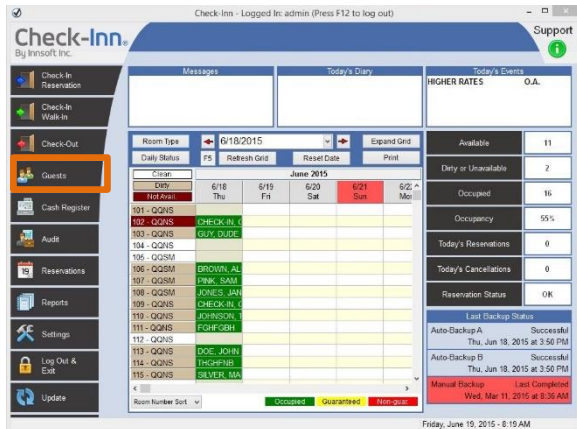 Check-Inn - Logged In: admin (Press F12 to log out)
Check-Inn®
By Innsoft Inc.
Support
Check-In
Reservation
Check-In
Walk-In
Check-Out
Guests
Cash Register
Audit
19
Reservations
Reports
Settings
Log Out &
Exit
Update
Messages
Today's Diary
Today's Events
HIGHER RATES O.A.
Room Type 6/18/2015 Expand Grid
Daily Status F5 Refresh Grid Reset Date Print
Clean June 2015
Dirty 6/18 6/19 6/20 6/21 6/22
Not Avail. Thu Fri Sat Sun Mon
101 - QQNS
102 - QQNS CHECK-IN, C
103 - QQNS GUY, DUDE
104 - QQNS
105 - QQSM
106 - QQSM BROWN, AL
107 - QQSM PINK, SAM
108 - QQSM JONES, JAN
109 - QQNS CHECK-IN, C
110 - QQNS JOHNSON, T
111 - QQNS FGHFGBH
112 - QQNS
113 - QQNS DOE, JOHN
114 - QQNS THGHFNB
115 - QQNS SILVER, MA
Room Number Sort Occupied Guaranteed Non-guar.
Available 11
Dirty or Unavailable 2
Occupied 16
Occupancy 55%
Today's Reservations 0
Today's Cancellations 0
Reservation Status OK
Last Backup Status
Auto-Backup A Successful
Thu, Jun 18, 2015 at 3:50 PM
Auto-Backup B Successful
Thu, Jun 18, 2015 at 3:50 PM
Manual Backup Last Completed
Wed, Mar 11, 2015 at 8:36 AM
Friday, June 19, 2015 - 8:19 AM